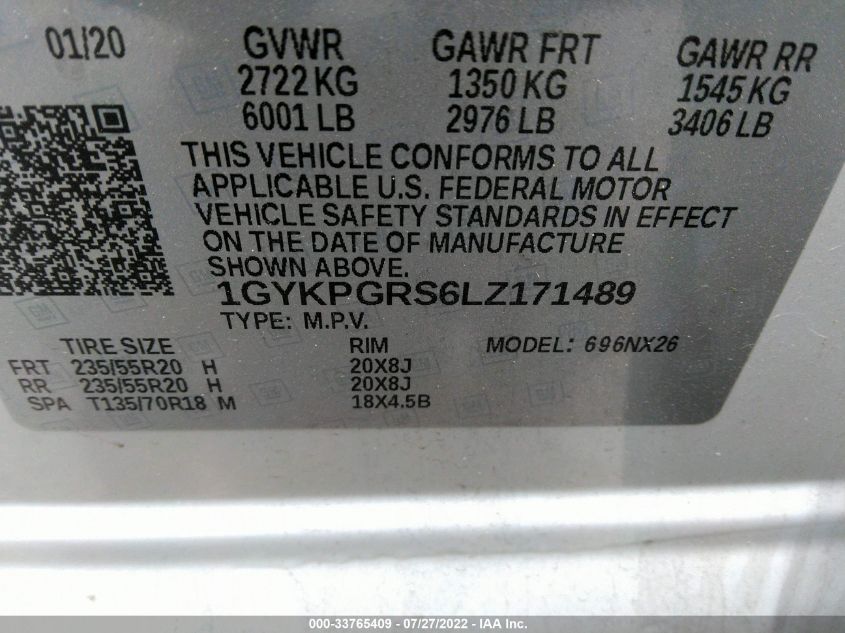 01/20 GVWR GAWR FRT GAWR RR
2722 KG 1350 KG 1545 KG
6001 LB 2976 LB 3406 LB
THIS VEHICLE CONFORMS TO ALL
APPLICABLE U.S. FEDERAL MOTOR
VEHICLE SAFETY STANDARDS IN EFFECT
ON THE DATE OF MANUFACTURE
SHOWN ABOVE.
1GYKPGRS6LZ171489
TYPE: M.P.V.
TIRE SIZE RIM MODEL: 696NX26
FRT 235/55R20 H 20X8J
RR 235/55R20 H 20X8J
SPA T135/70R18 M 18X4.5B
000-33765409 - 07/27/2022 - IAA Inc.